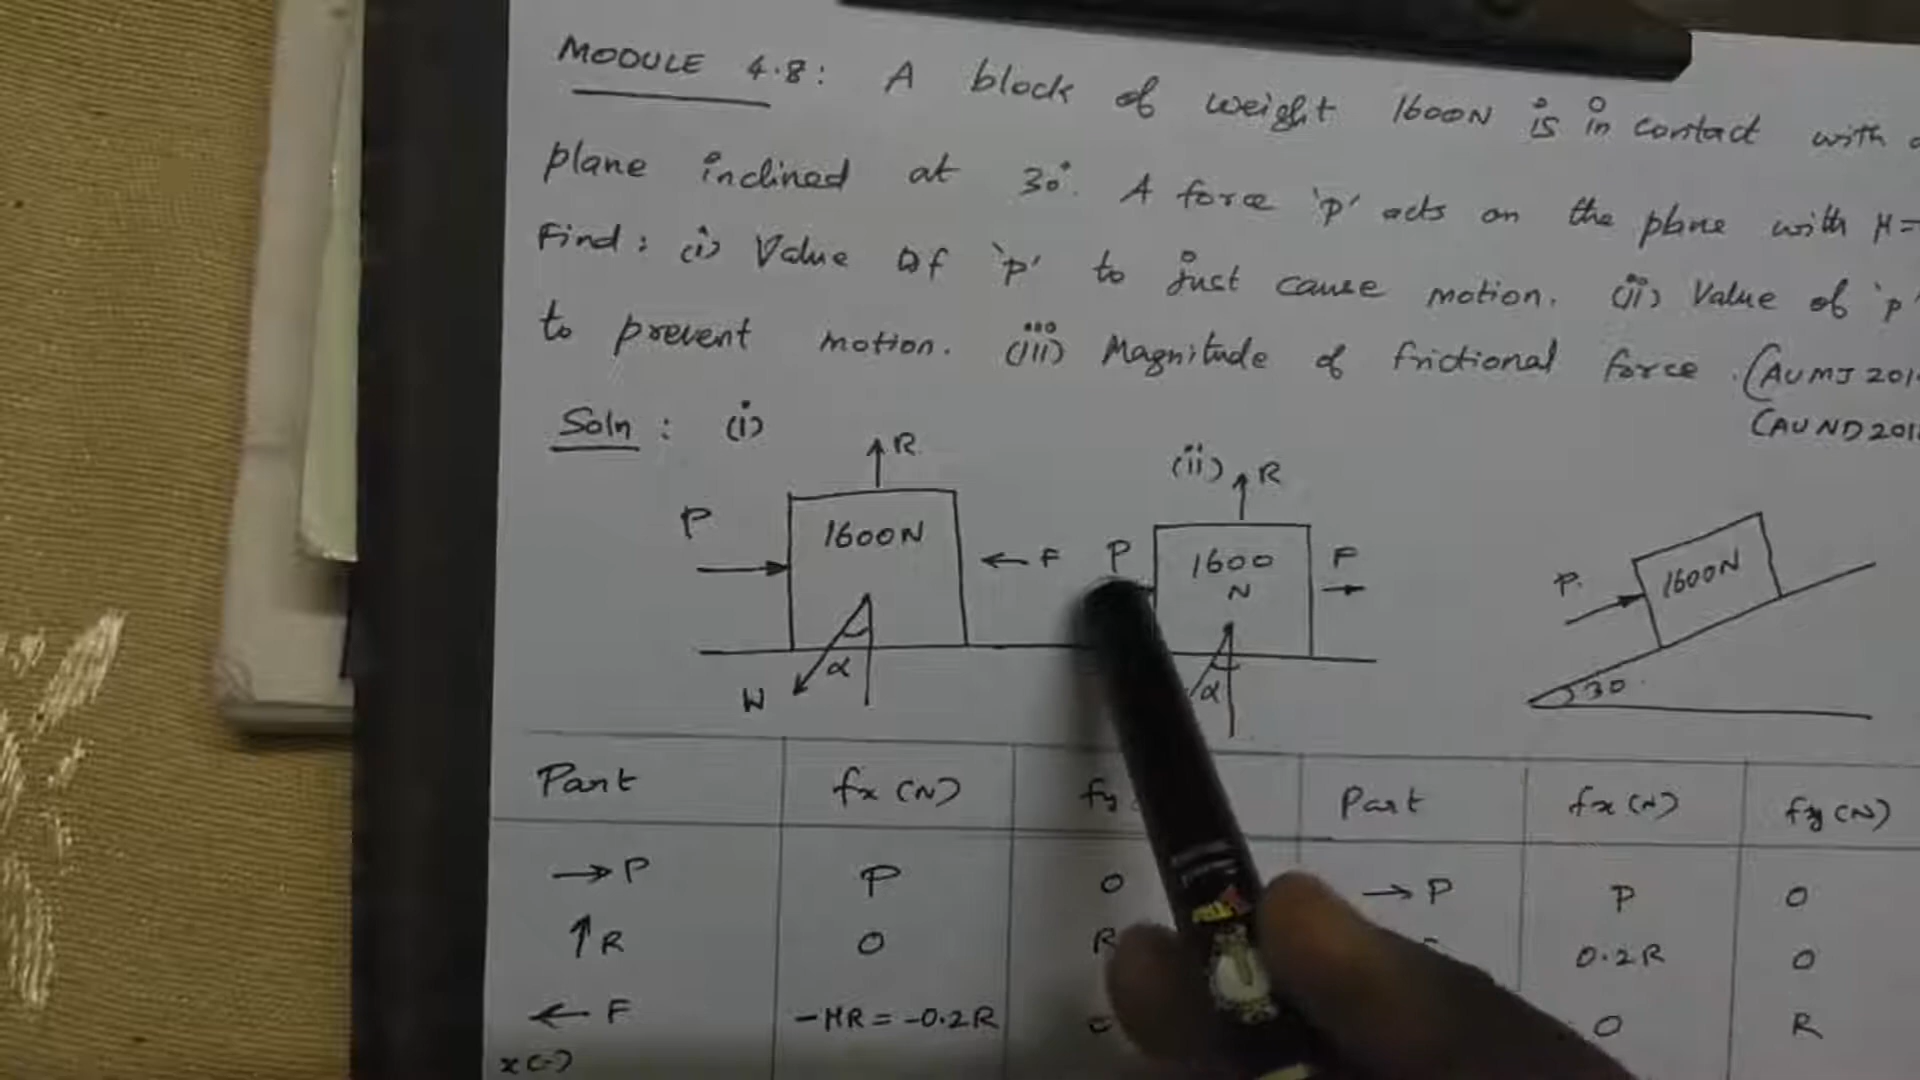 MODULE 4.8: A block of weight 1600N is in contact with
plane inclined at 30°. A force 'P' acts on the plane with μ=
Find: (i) Value of 'P' to just cause motion. (ii) Value of 'P'
to prevent motion. (iii) Magnitude of frictional force. (AUMJ 201
(AUND 201
Soln: (i)
(ii)
R
R
P
1600N
F
P
1600
N
F
P.
1600N
α
W
α
30
Part fx (N) fy Part fx (N) fy (N)
→ P P 0 → P P 0
↑ R 0 R 0.2R 0
← F -μR = -0.2R 0 R
x(-)